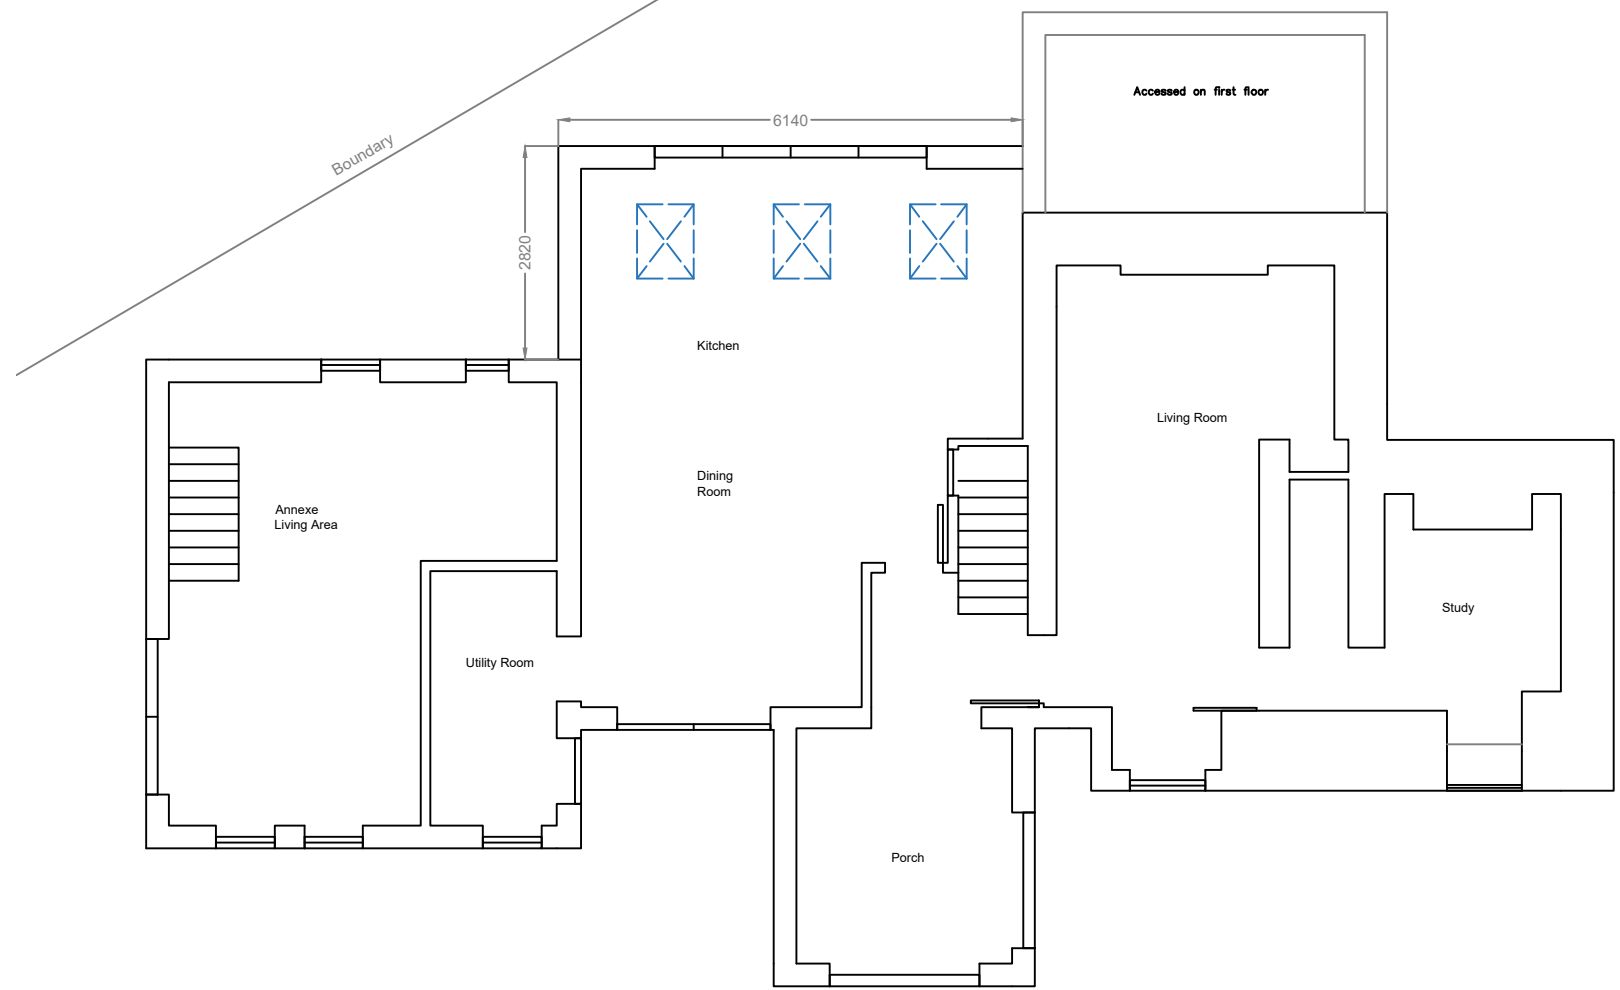 Accessed on first floor
6140
Boundary
2820
Kitchen
Living Room
Dining
Room
Annexe
Living Area
Study
Utility Room
Porch